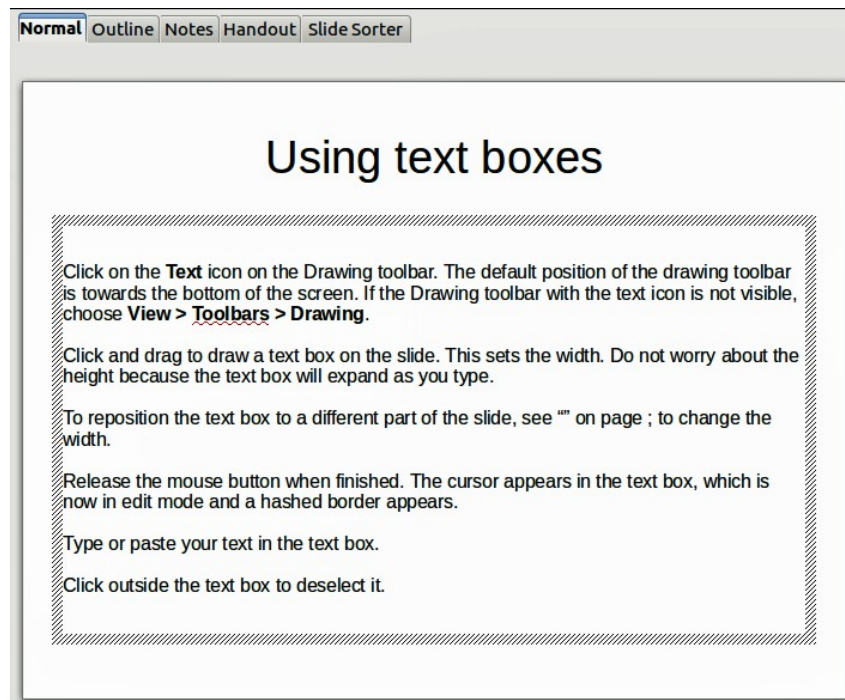 Normal Outline Notes Handout Slide Sorter
Using text boxes
Click on the Text icon on the Drawing toolbar. The default position of the drawing toolbar
is towards the bottom of the screen. If the Drawing toolbar with the text icon is not visible,
choose View > Toolbars > Drawing.
Click and drag to draw a text box on the slide. This sets the width. Do not worry about the
height because the text box will expand as you type.
To reposition the text box to a different part of the slide, see “” on page ; to change the
width.
Release the mouse button when finished. The cursor appears in the text box, which is
now in edit mode and a hashed border appears.
Type or paste your text in the text box.
Click outside the text box to deselect it.